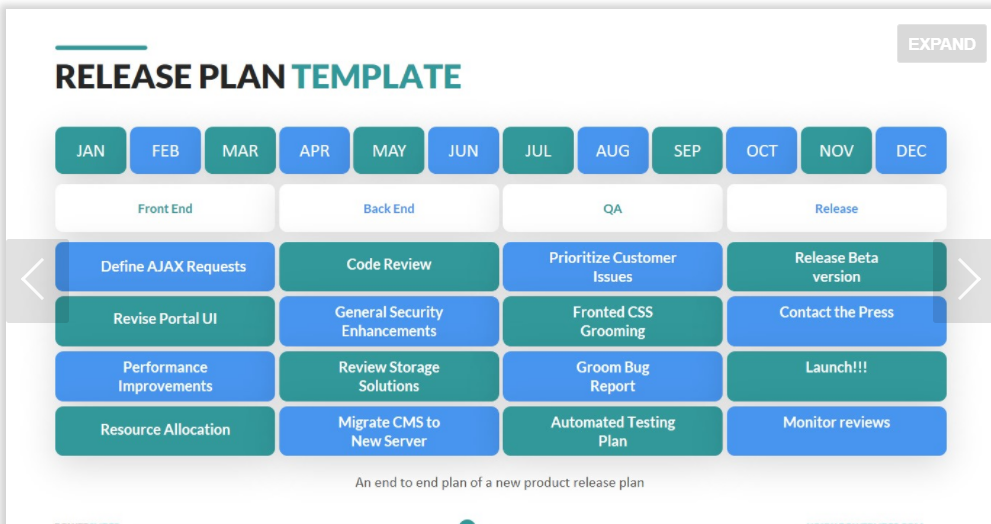 EXPAND
RELEASE PLAN TEMPLATE
JAN FEB MAR APR MAY JUN JUL AUG SEP OCT NOV DEC
Front End Back End QA Release
Define AJAX Requests
Code Review
Prioritize Customer
Issues
Release Beta
version
Revise Portal UI
General Security
Enhancements
Fronted CSS
Grooming
Contact the Press
Performance
Improvements
Review Storage
Solutions
Groom Bug
Report
Launch!!!
Resource Allocation
Migrate CMS to
New Server
Automated Testing
Plan
Monitor reviews
An end to end plan of a new product release plan